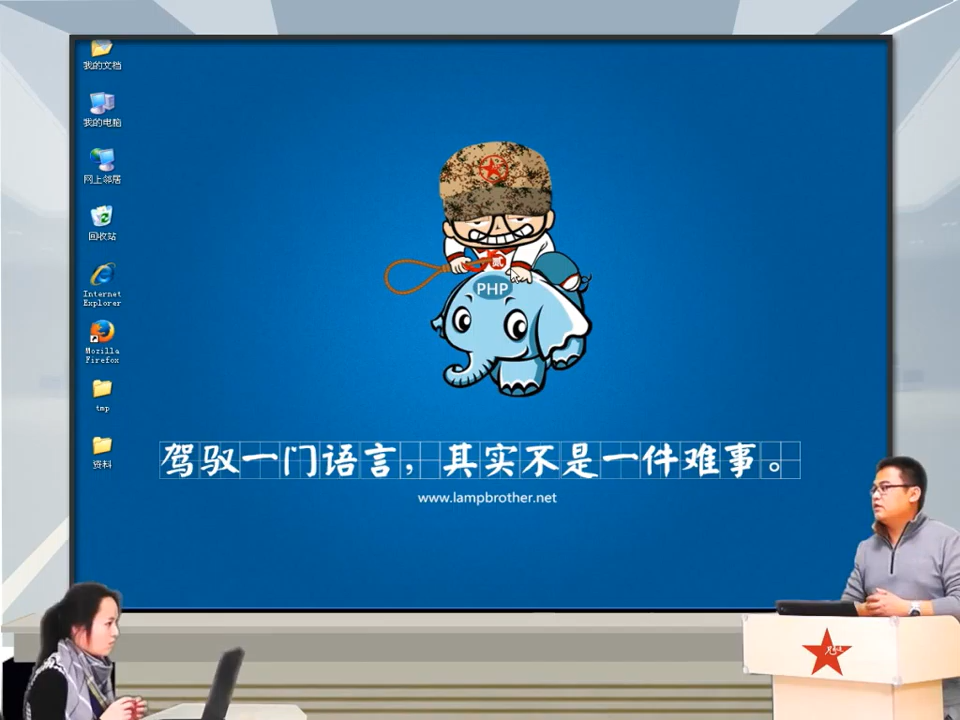 我的文档
我的电脑
网上邻居
回收站
Internet
Explorer
Mozilla
Firefox
tmp
资料
贰
PHP
驾驭一门语言，其实不是一件难事。
www.lampbrother.net